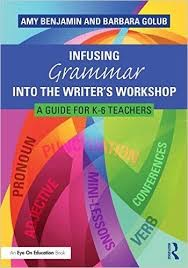 AMY BENJAMIN AND BARBARA GOLUB
INFUSING
Grammar
INTO THE WRITER'S WORKSHOP
A GUIDE FOR K-6 TEACHERS
PRONOUN
PUNCTUATION
CONFERENCES
ADJECTIVE
MINI-LESSONS
VERB
An Eye On Education Book